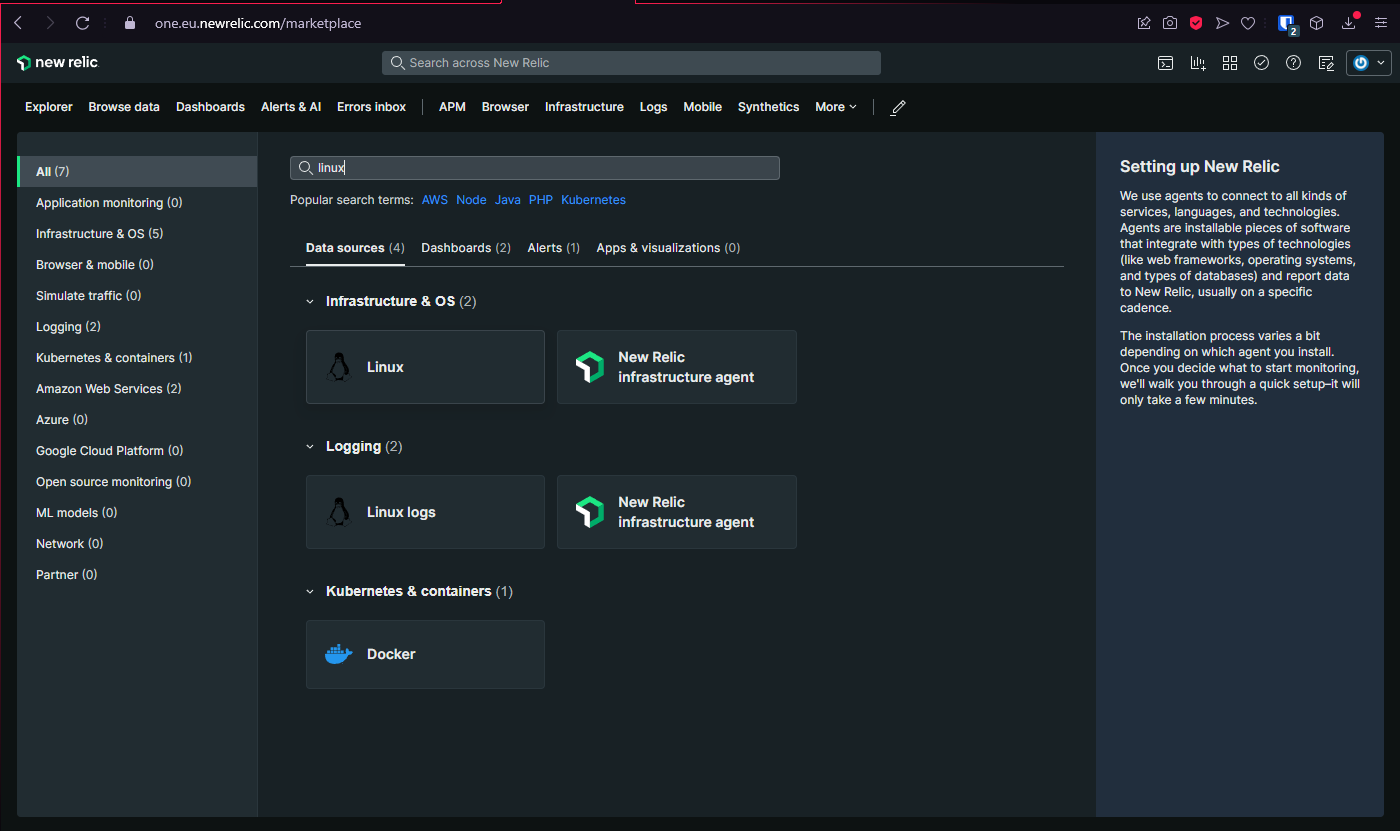 one.eu.newrelic.com/marketplace
2
new relic
Search across New Relic
Explorer Browse data Dashboards Alerts & AI Errors inbox APM Browser Infrastructure Logs Mobile Synthetics More
All (7)
Application monitoring (0)
Infrastructure & OS (5)
Browser & mobile (0)
Simulate traffic (0)
Logging (2)
Kubernetes & containers (1)
Amazon Web Services (2)
Azure (0)
Google Cloud Platform (0)
Open source monitoring (0)
ML models (0)
Network (0)
Partner (0)
linux
Popular search terms: AWS Node Java PHP Kubernetes
Data sources (4) Dashboards (2) Alerts (1) Apps & visualizations (0)
Infrastructure & OS (2)
Linux
New Relic
infrastructure agent
Logging (2)
Linux logs
New Relic
infrastructure agent
Kubernetes & containers (1)
Docker
Setting up New Relic
We use agents to connect to all kinds of
services, languages, and technologies.
Agents are installable pieces of software
that integrate with types of technologies
(like web frameworks, operating systems,
and types of databases) and report data
to New Relic, usually on a specific
cadence.
The installation process varies a bit
depending on which agent you install.
Once you decide what to start monitoring,
we'll walk you through a quick setup–it will
only take a few minutes.